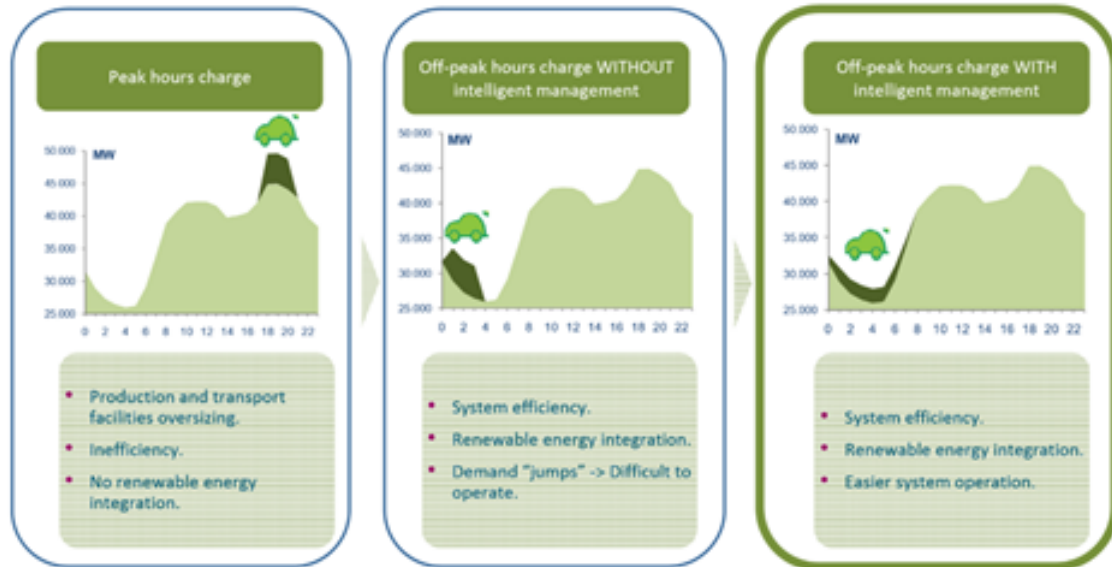 Peak hours charge
MW
50.000
45.000
40.000
35.000
30.000
25.000
0 2 4 6 8 10 12 14 16 18 20 22
• Production and transport
facilities oversizing.
• Inefficiency.
• No renewable energy
integration.
Off-peak hours charge WITHOUT
intelligent management
50.000
MW
45.000
40.000
35.000
30.000
25.000
0 2 4 6 8 10 12 14 16 18 20 22
• System efficiency.
• Renewable energy integration.
• Demand "jumps" -> Difficult to
operate.
Off-peak hours charge WITH
intelligent management
50.000
MW
45.000
40.000
35.000
30.000
25.000
0 2 4 6 8 10 12 14 16 18 20 22
• System efficiency.
• Renewable energy integration.
• Easier system operation.